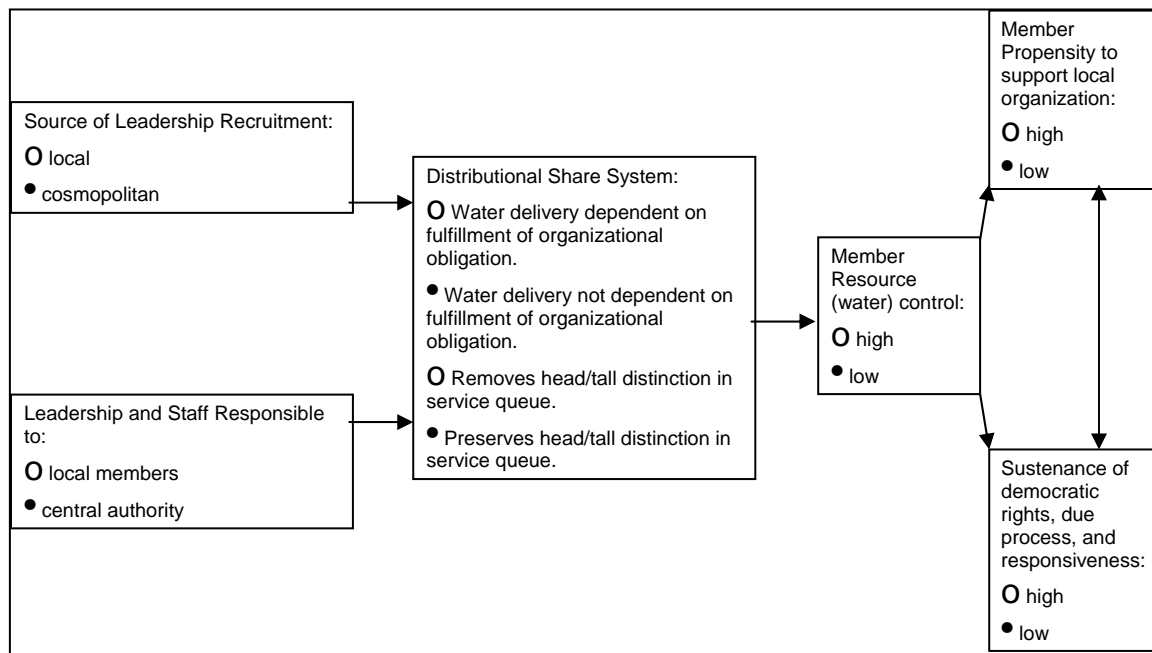 Source of Leadership Recruitment:
O local
• cosmopolitan
Leadership and Staff Responsible
to:
O local members
• central authority
Distributional Share System:
O Water delivery dependent on
fulfillment of organizational
obligation.
• Water delivery not dependent on
fulfillment of organizational
obligation.
O Removes head/tall distinction in
service queue.
• Preserves head/tall distinction in
service queue.
Member
Resource
(water) control:
O high
• low
Member
Propensity to
support local
organization:
O high
• low
Sustenance of
democratic
rights, due
process, and
responsiveness:
O high
• low